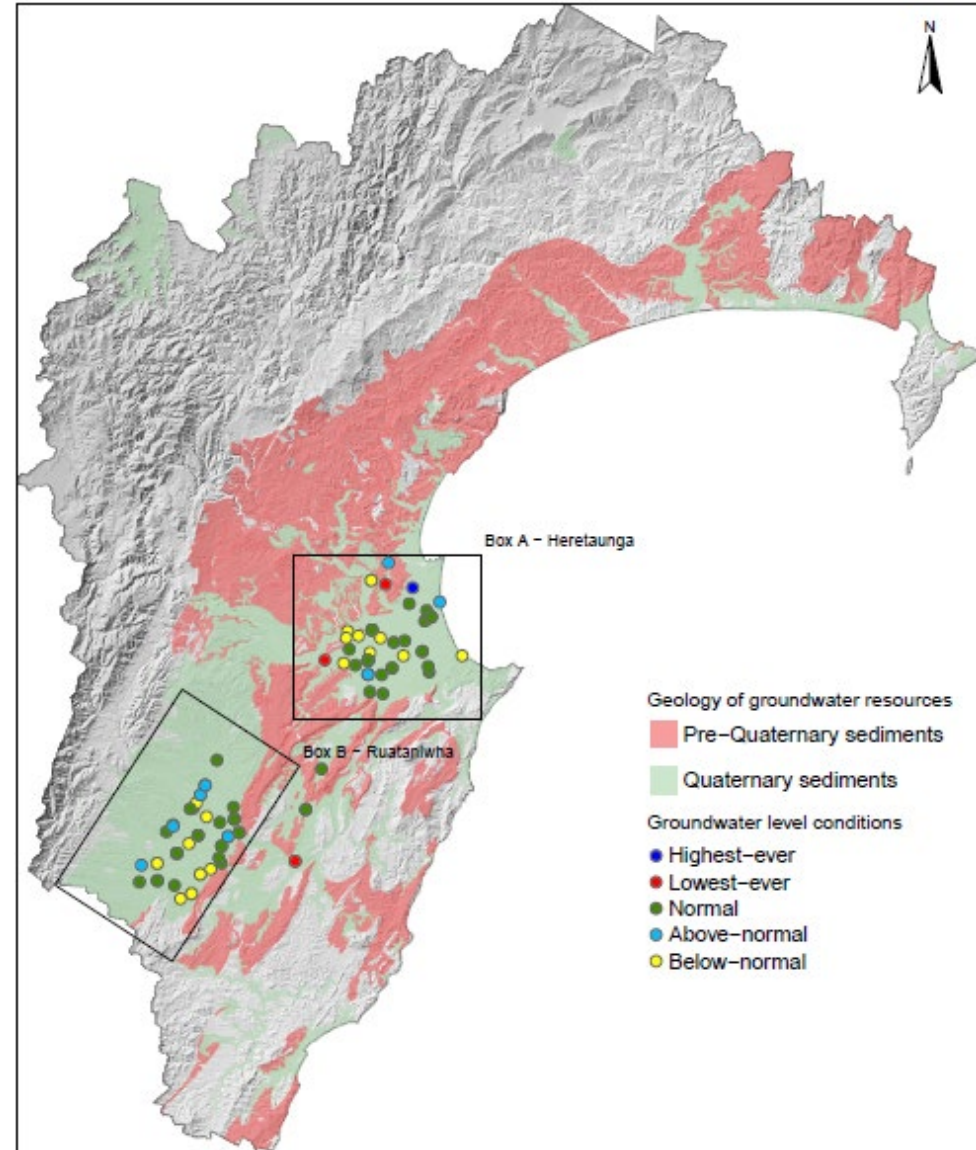 N
Box A - Heretaunga
Box B - Ruataniwha
Geology of groundwater resources
Pre-Quaternary sediments
Quaternary sediments
Groundwater level conditions
Highest-ever
Lowest-ever
Normal
Above-normal
Below-normal